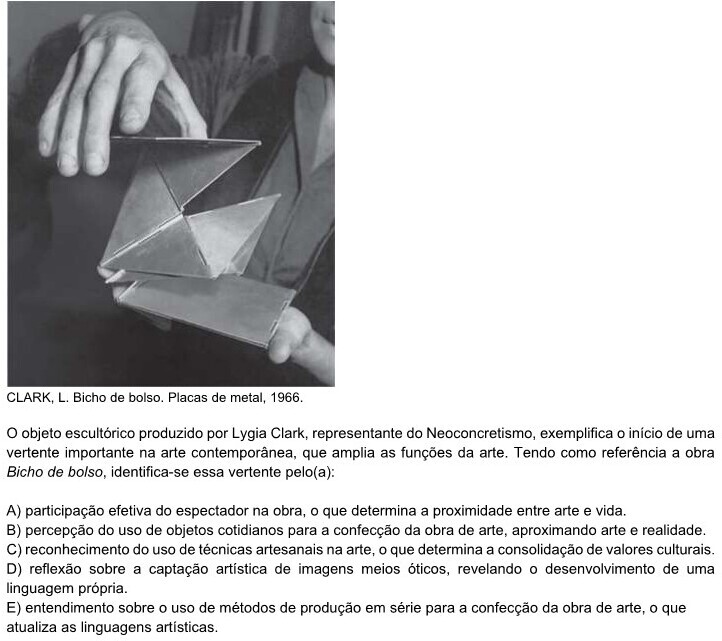 CLARK, L. Bicho de bolso. Placas de metal, 1966.
O objeto escultórico produzido por Lygia Clark, representante do Neoconcretismo, exemplifica o início de uma
vertente importante na arte contemporânea, que amplia as funções da arte. Tendo como referência a obra
Bicho de bolso, identifica-se essa vertente pelo(a):
A) participação efetiva do espectador na obra, o que determina a proximidade entre arte e vida.
B) percepção do uso de objetos cotidianos para a confecção da obra de arte, aproximando arte e realidade.
C) reconhecimento do uso de técnicas artesanais na arte, o que determina a consolidação de valores culturais.
D) reflexão sobre a captação artística de imagens meios óticos, revelando o desenvolvimento de uma
linguagem própria.
E) entendimento sobre o uso de métodos de produção em série para a confecção da obra de arte, o que
atualiza as linguagens artísticas.